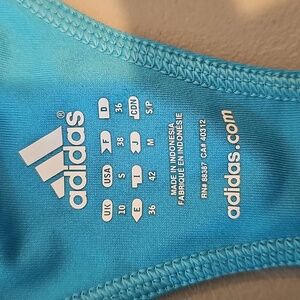 adidas
UK USA F D
10 S 38 36
E I J CDN
36 42 M S/P
MADE IN INDONESIA
FABRIQUÉ EN INDONÉSIE
RN# 88387 CA# 40312
adidas.com